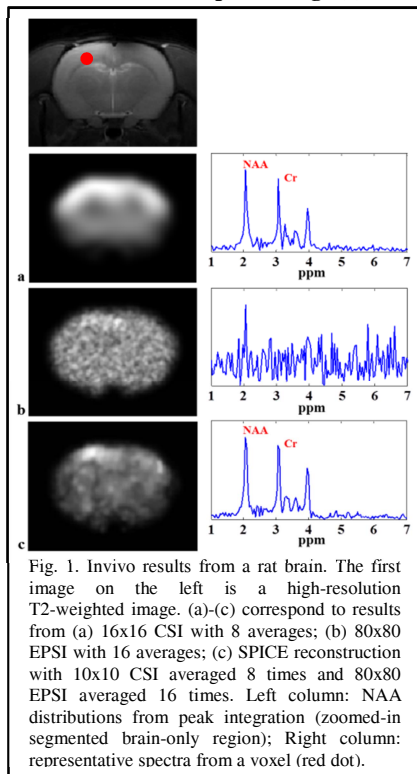 NAA
Cr
1 2 3 4 5 6 7
ppm
a
1 2 3 4 5 6 7
ppm
b
NAA
Cr
1 2 3 4 5 6 7
ppm
c
Fig. 1. Invivo results from a rat brain. The first
image on the left is a high-resolution
T2-weighted image. (a)-(c) correspond to results
from (a) 16x16 CSI with 8 averages; (b) 80x80
EPSI with 16 averages; (c) SPICE reconstruction
with 10x10 CSI averaged 8 times and 80x80
EPSI averaged 16 times. Left column: NAA
distributions from peak integration (zoomed-in
segmented brain-only region); Right column:
representative spectra from a voxel (red dot).